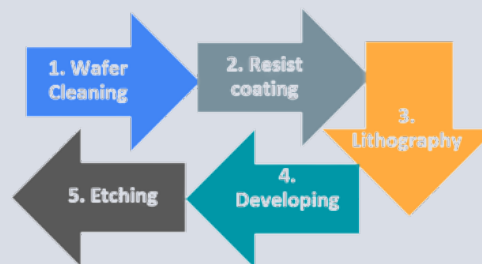 1. Wafer
Cleaning
2. Resist
coating
3.
Lithography
4.
Developing
5. Etching